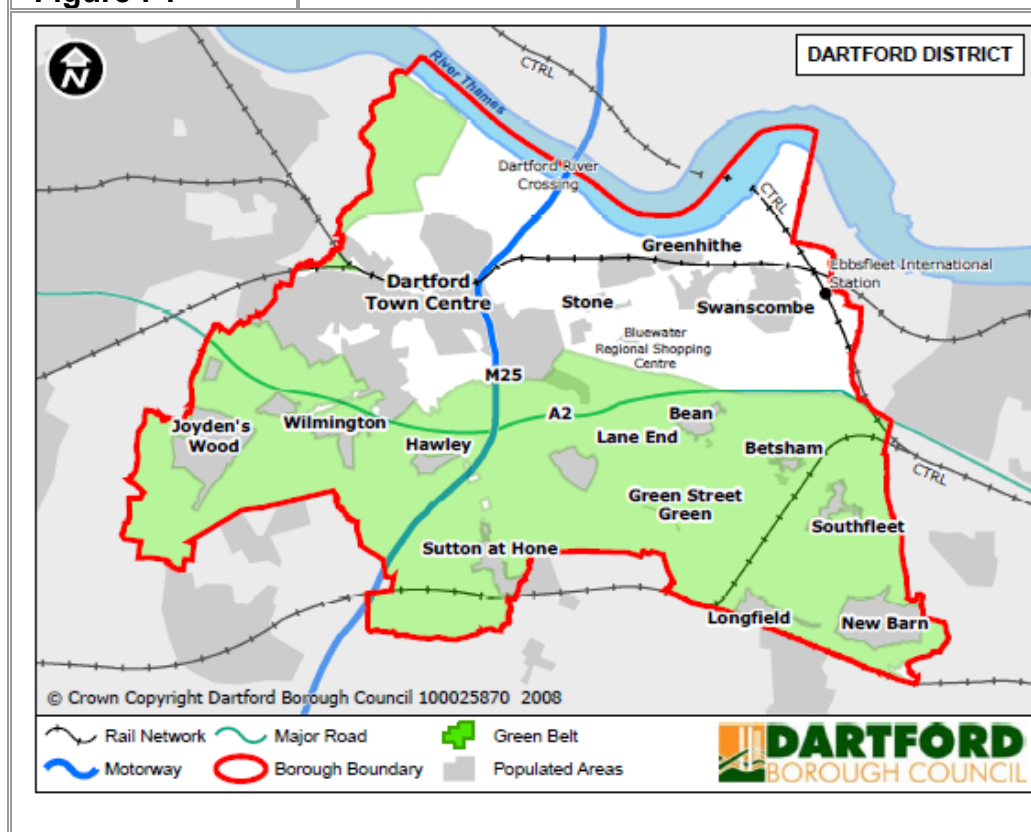 DARTFORD DISTRICT
N
CTRL
River Thames
Dartford River
Crossing
CTRL
Greenhithe
Ebbsfleet International
Station
Dartford
Town Centre
Stone
Swanscombe
Bluewater
Regional Shopping
Centre
M25
A2
Bean
Joyden's
Wood
Wilmington
Hawley
Lane End
Betsham
CTRL
Green Street
Green
Southfleet
Sutton at Hone
Longfield
New Barn
© Crown Copyright Dartford Borough Council 100025870 2008
Rail Network
Major Road
Green Belt
Motorway
Borough Boundary
Populated Areas
DARTFORD
BOROUGH COUNCIL